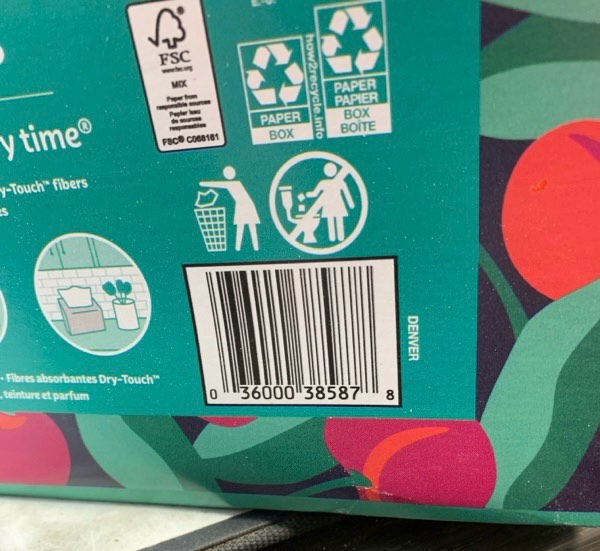 FSC
www.fsc.org
MIX
Paper from
responsible sources
Papier issu
de sources
responsables
FSC® C068161
PAPER
BOX
how2recycle.info
PAPER
PAPIER
BOX
BOÎTE
y time®
y-Touch™ fibers
es
- Fibres absorbantes Dry-Touch™
, teinture et parfum
DENVER
0 36000 38587 8